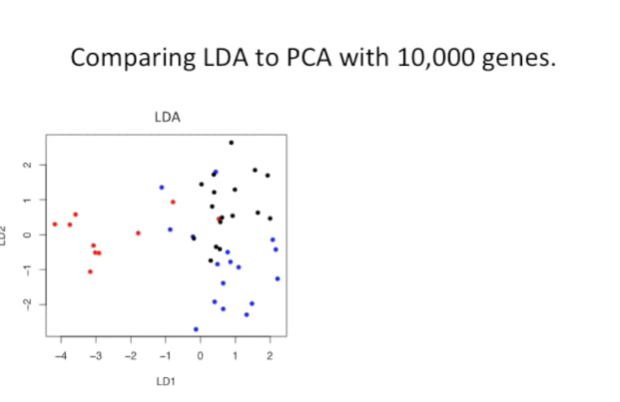 Comparing LDA to PCA with 10,000 genes.
LDA
2
1
0
−1
−2
LD2
−4 −3 −2 −1 0 1 2
LD1